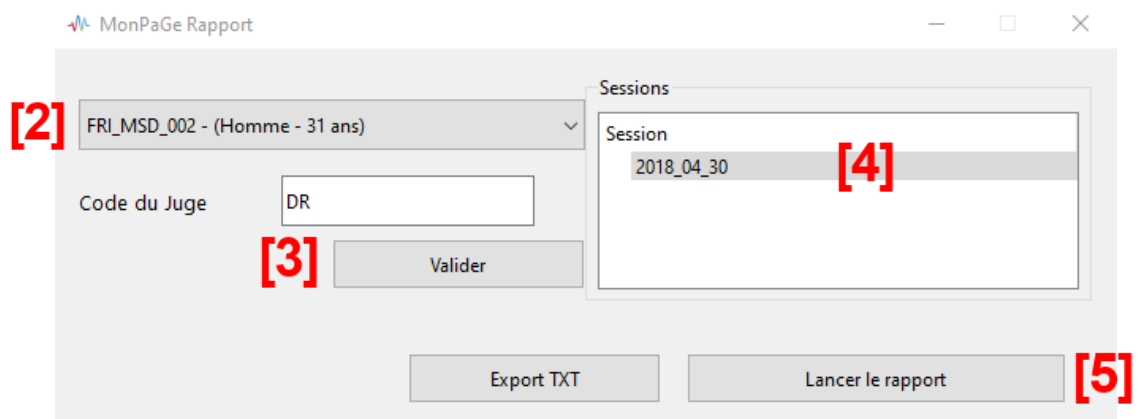 MonPaGe Rapport
Sessions
[2]
FRI_MSD_002 - (Homme - 31 ans)
Session
2018_04_30
[4]
Code du Juge
DR
[3]
Valider
Export TXT
Lancer le rapport
[5]